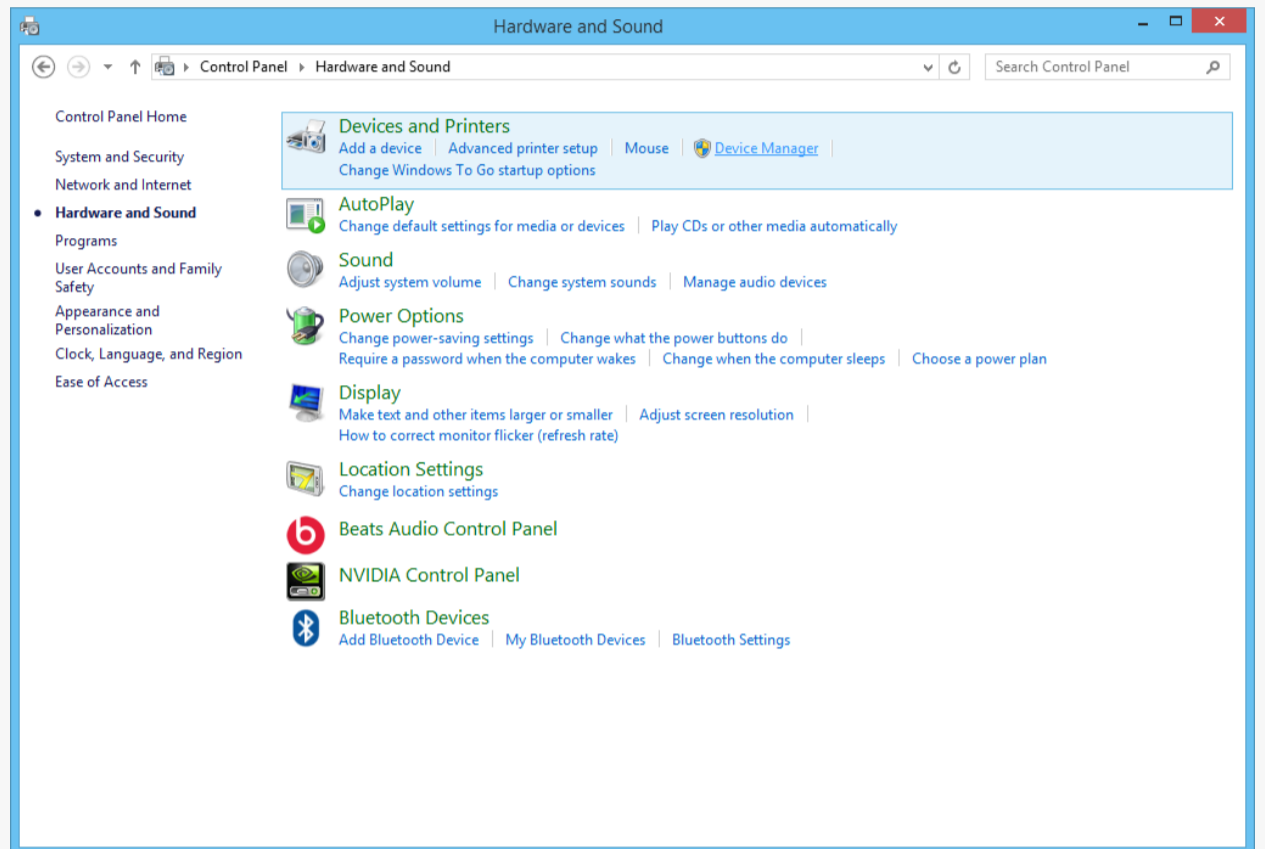 Hardware and Sound
Control Panel Hardware and Sound
Search Control Panel
Control Panel Home
System and Security
Network and Internet
Hardware and Sound
Programs
User Accounts and Family
Safety
Appearance and
Personalization
Clock, Language, and Region
Ease of Access
Devices and Printers
Add a device Advanced printer setup Mouse Device Manager
Change Windows To Go startup options
AutoPlay
Change default settings for media or devices Play CDs or other media automatically
Sound
Adjust system volume Change system sounds Manage audio devices
Power Options
Change power-saving settings Change what the power buttons do
Require a password when the computer wakes Change when the computer sleeps Choose a power plan
Display
Make text and other items larger or smaller Adjust screen resolution
How to correct monitor flicker (refresh rate)
Location Settings
Change location settings
Beats Audio Control Panel
NVIDIA Control Panel
Bluetooth Devices
Add Bluetooth Device My Bluetooth Devices Bluetooth Settings